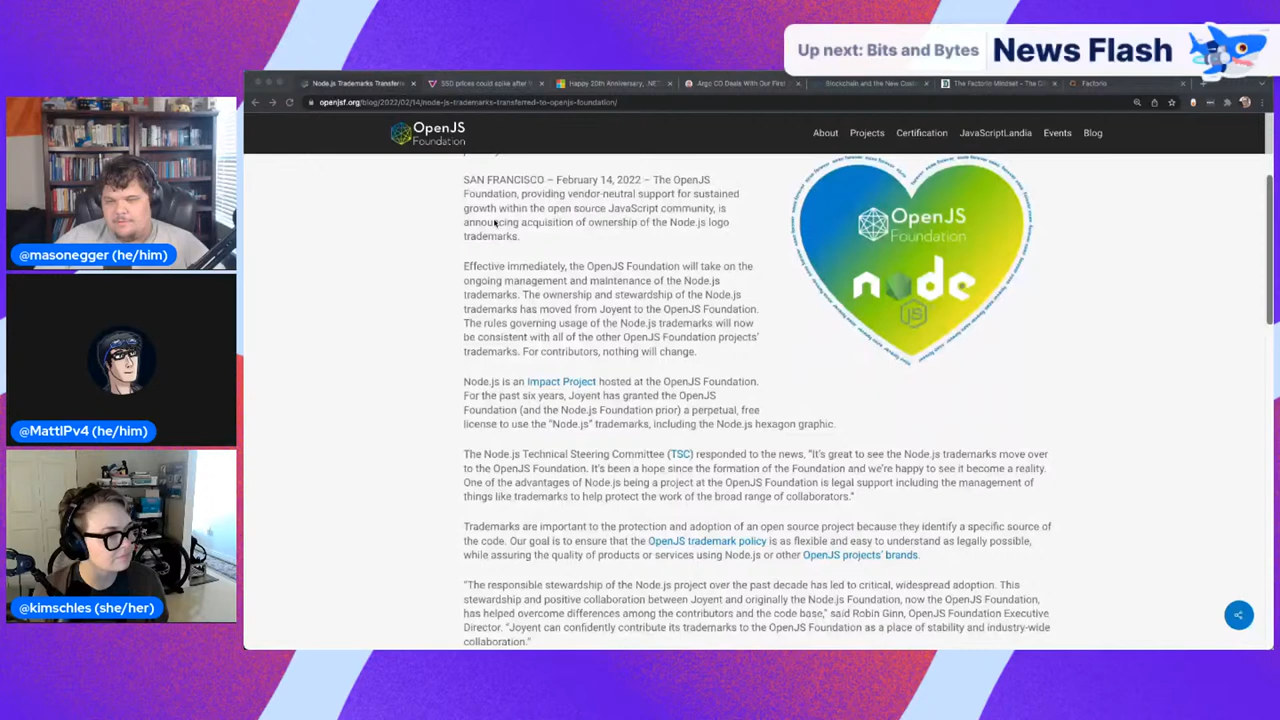 Up next: Bits and Bytes
News Flash
Node.js Trademarks Transfer
SSD prices could spike after
Happy 20th Anniversary, .NET
Argo CD Deals With Our First
Blockchain and the New
The Factorio Mindset - The
Factorio
openjsf.org/blog/2022/02/14/node-js-trademarks-transferred-to-openjs-foundation/
OpenJS
Foundation
About
Projects
Certification
JavaScriptLandia
Events
Blog
SAN FRANCISCO – February 14, 2022 – The OpenJS
Foundation, providing vendor-neutral support for sustained
growth within the open source JavaScript community, is
announcing acquisition of ownership of the Node.js logo
trademarks.
Effective immediately, the OpenJS Foundation will take on the
ongoing management and maintenance of the Node.js
trademarks. The ownership and stewardship of the Node.js
trademarks has moved from Joyent to the OpenJS Foundation.
The rules governing usage of the Node.js trademarks will now
be consistent with all of the other OpenJS Foundation projects'
trademarks. For contributors, nothing will change.
OpenJS
Foundation
node
JS
Node.js is an Impact Project hosted at the OpenJS Foundation.
For the past six years, Joyent has granted the OpenJS
Foundation (and the Node.js Foundation prior) a perpetual, free
license to use the "Node.js" trademarks, including the Node.js hexagon graphic.
The Node.js Technical Steering Committee (TSC) responded to the news, "It's great to see the Node.js trademarks move over
to the OpenJS Foundation. It's been a hope since the formation of the Foundation and we're happy to see it become a reality.
One of the advantages of Node.js being a project at the OpenJS Foundation is legal support including the management of
things like trademarks to help protect the work of the broad range of collaborators."
Trademarks are important to the protection and adoption of an open source project because they identify a specific source of
the code. Our goal is to ensure that the OpenJS trademark policy is as flexible and easy to understand as legally possible,
while assuring the quality of products or services using Node.js or other OpenJS projects' brands.
"The responsible stewardship of the Node.js project over the past decade has led to critical, widespread adoption. This
stewardship and positive collaboration between Joyent and originally the Node.js Foundation, now the OpenJS Foundation,
has helped overcome differences among the contributors and the code base," said Robin Ginn, OpenJS Foundation Executive
Director. "Joyent can confidently contribute its trademarks to the OpenJS Foundation as a place of stability and industry-wide
collaboration."
@masonegger (he/him)
@MattIPv4 (he/him)
@kimschles (she/her)